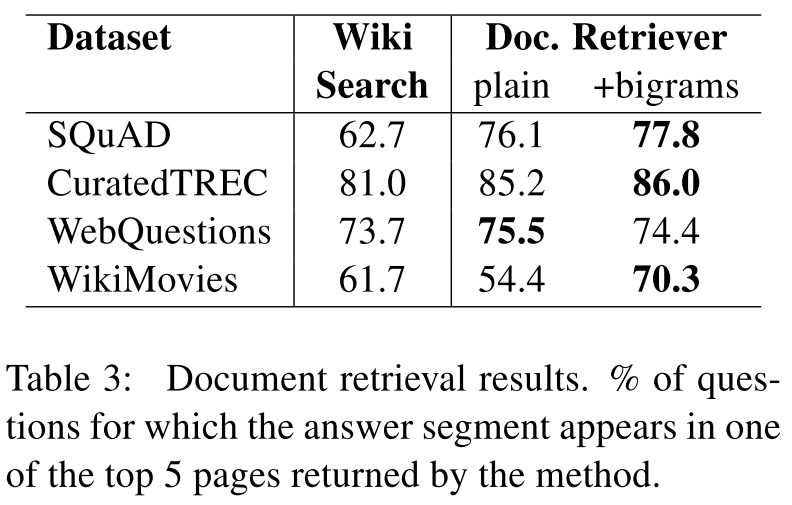 Dataset Wiki Doc. Retriever
Search plain +bigrams
SQuAD 62.7 76.1 77.8
CuratedTREC 81.0 85.2 86.0
WebQuestions 73.7 75.5 74.4
WikiMovies 61.7 54.4 70.3
Table 3: Document retrieval results. % of ques-
tions for which the answer segment appears in one
of the top 5 pages returned by the method.